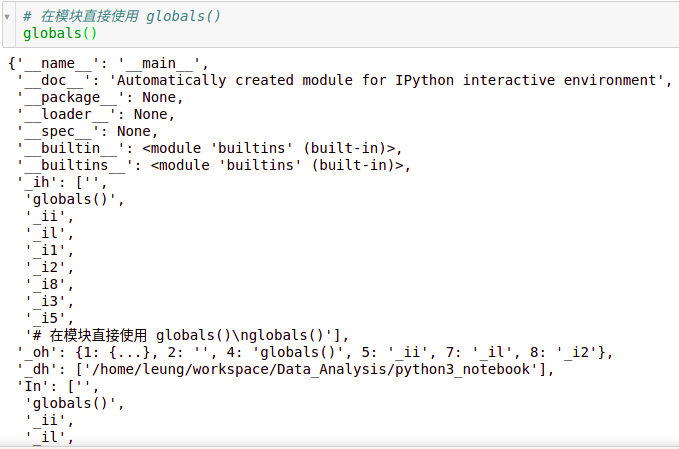 # 在模块直接使用 globals()
globals()
{'__name__': '__main__',
'__doc__': 'Automatically created module for IPython interactive environment',
'__package__': None,
'__loader__': None,
'__spec__': None,
'__builtin__': <module 'builtins' (built-in)>,
'__builtins__': <module 'builtins' (built-in)>,
'_ih': ['',
'globals()',
'_ii',
'_il',
'_i1',
'_i2',
'_i8',
'_i3',
'_i5',
'# 在模块直接使用 globals()\nglobals()'],
'_oh': {1: {...}, 2: '', 4: 'globals()', 5: '_ii', 7: '_il', 8: '_i2'},
'_dh': ['/home/leung/workspace/Data_Analysis/python3_notebook'],
'In': ['',
'globals()',
'_ii',
'_il',